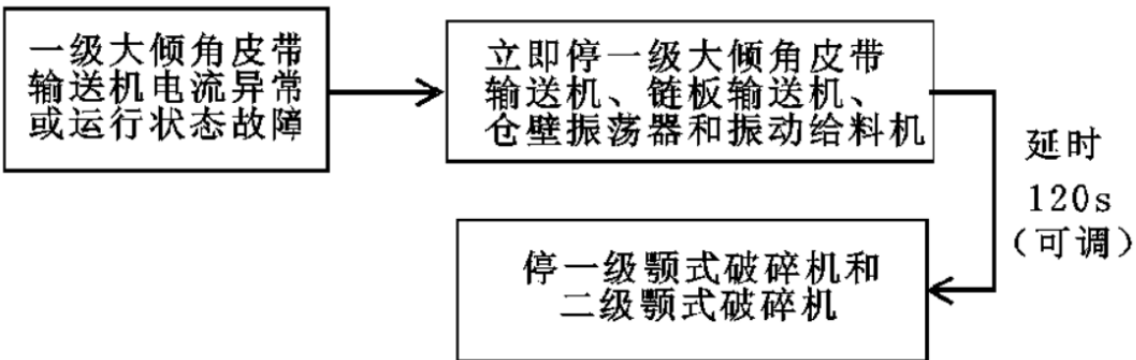 一级大倾角皮带
输送机电流异常
或运行状态故障
立即停一级大倾角皮带
输送机、链板输送机、
仓壁振荡器和振动给料机
延时
120s
(可调)
停一级颚式破碎机和
二级颚式破碎机